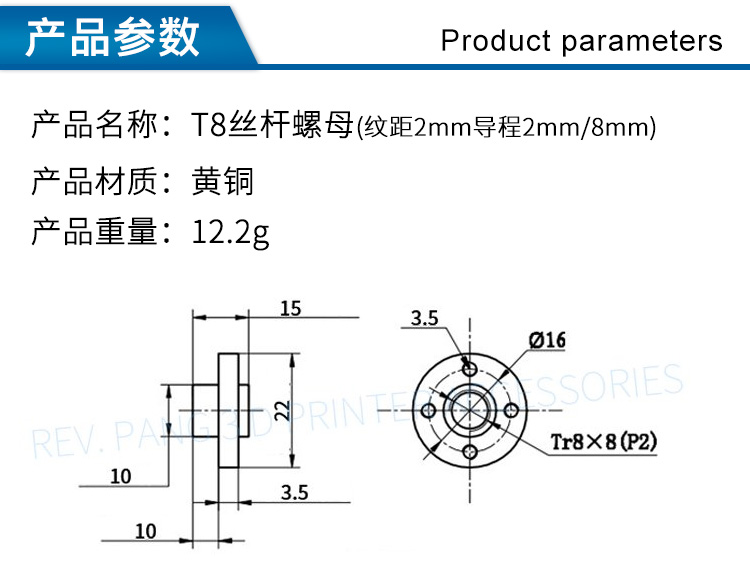 产品参数
Product parameters
产品名称：T8丝杆螺母(纹距2mm导程2mm/8mm)
产品材质：黄铜
产品重量：12.2g
15
3.5
Ø16
22
REV. PANG 3D PRINTER ACCESSORIES
Tr8×8(P2)
10
3.5
10